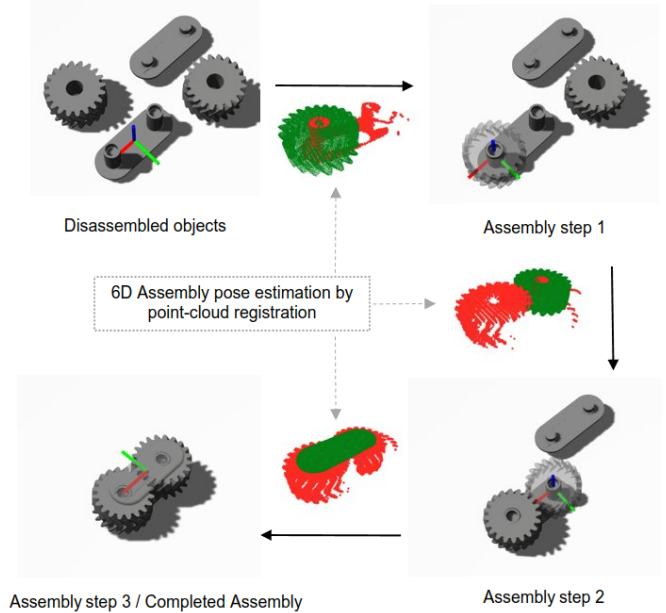 Disassembled objects
Assembly step 1
6D Assembly pose estimation by
point-cloud registration
Assembly step 3 / Completed Assembly
Assembly step 2